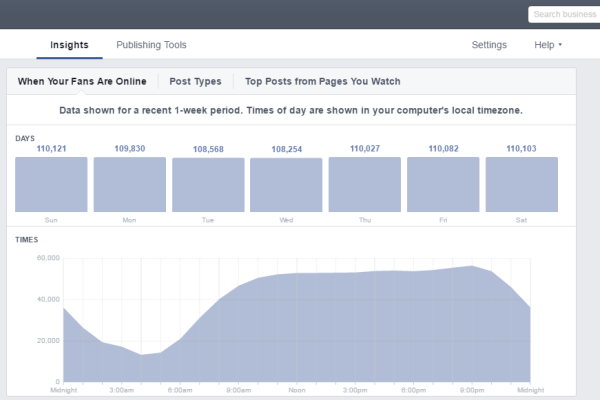 Search business
Insights Publishing Tools Settings Help
When Your Fans Are Online Post Types Top Posts from Pages You Watch
Data shown for a recent 1-week period. Times of day are shown in your computer's local timezone.
DAYS
110,121 109,830 108,568 108,254 110,027 110,082 110,103
Sun Mon Tue Wed Thu Fri Sat
TIMES
60,000
40,000
20,000
0
Midnight 3:00am 6:00am 9:00am Noon 3:00pm 6:00pm 9:00pm Midnight